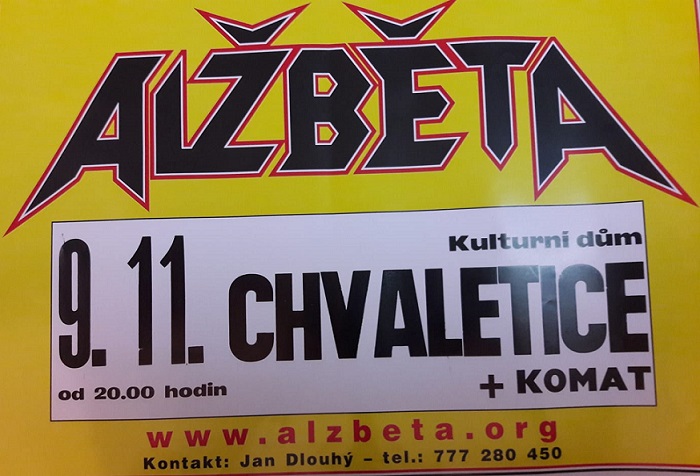 ALŽBĚTA
Kulturní dům
9. 11. CHVALETICE
od 20.00 hodin + KOMAT
www.alzbeta.org
Kontakt: Jan Dlouhý – tel.: 777 280 450